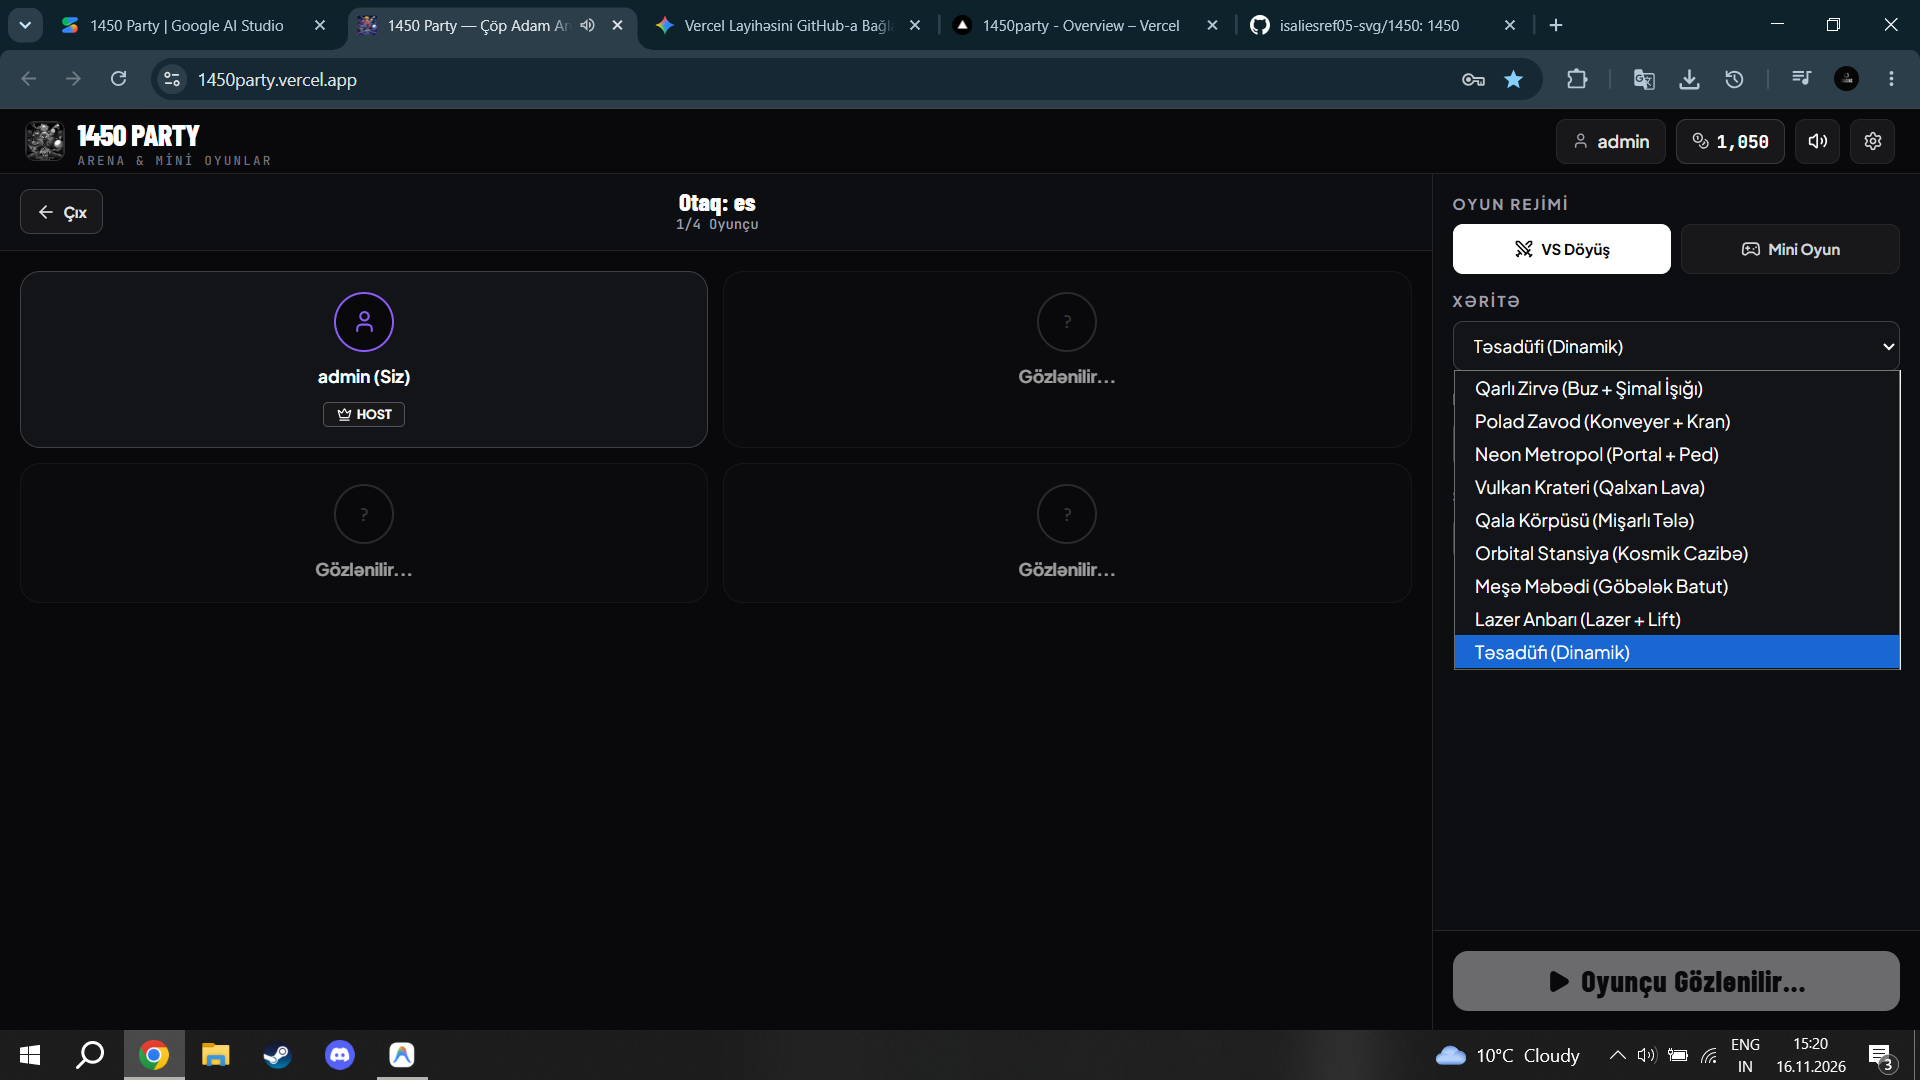 1450 Party | Google AI Studio
1450 Party — Çöp Adam Ar
Vercel Layihəsini GitHub-a Bağl
1450party - Overview – Vercel
isaliesref05-svg/1450: 1450
1450party.vercel.app
1450 PARTY
ARENA & MİNİ OYUNLAR
admin
1,050
Çıx
Otaq: es
1/4 Oyunçu
admin (Siz)
HOST
?
Gözlənilir...
?
Gözlənilir...
?
Gözlənilir...
OYUN REJİMİ
VS Döyüş
Mini Oyun
XƏRİTƏ
Təsadüfi (Dinamik)
Qarlı Zirvə (Buz + Şimal İşığı)
Polad Zavod (Konveyer + Kran)
Neon Metropol (Portal + Ped)
Vulkan Krateri (Qalxan Lava)
Qala Körpüsü (Mişarlı Tələ)
Orbital Stansiya (Kosmik Cazibə)
Meşə Məbədi (Göbələk Batut)
Lazer Anbarı (Lazer + Lift)
Təsadüfi (Dinamik)
Oyunçu Gözlənilir...
10°C Cloudy
ENG
IN
15:20
16.11.2026
3